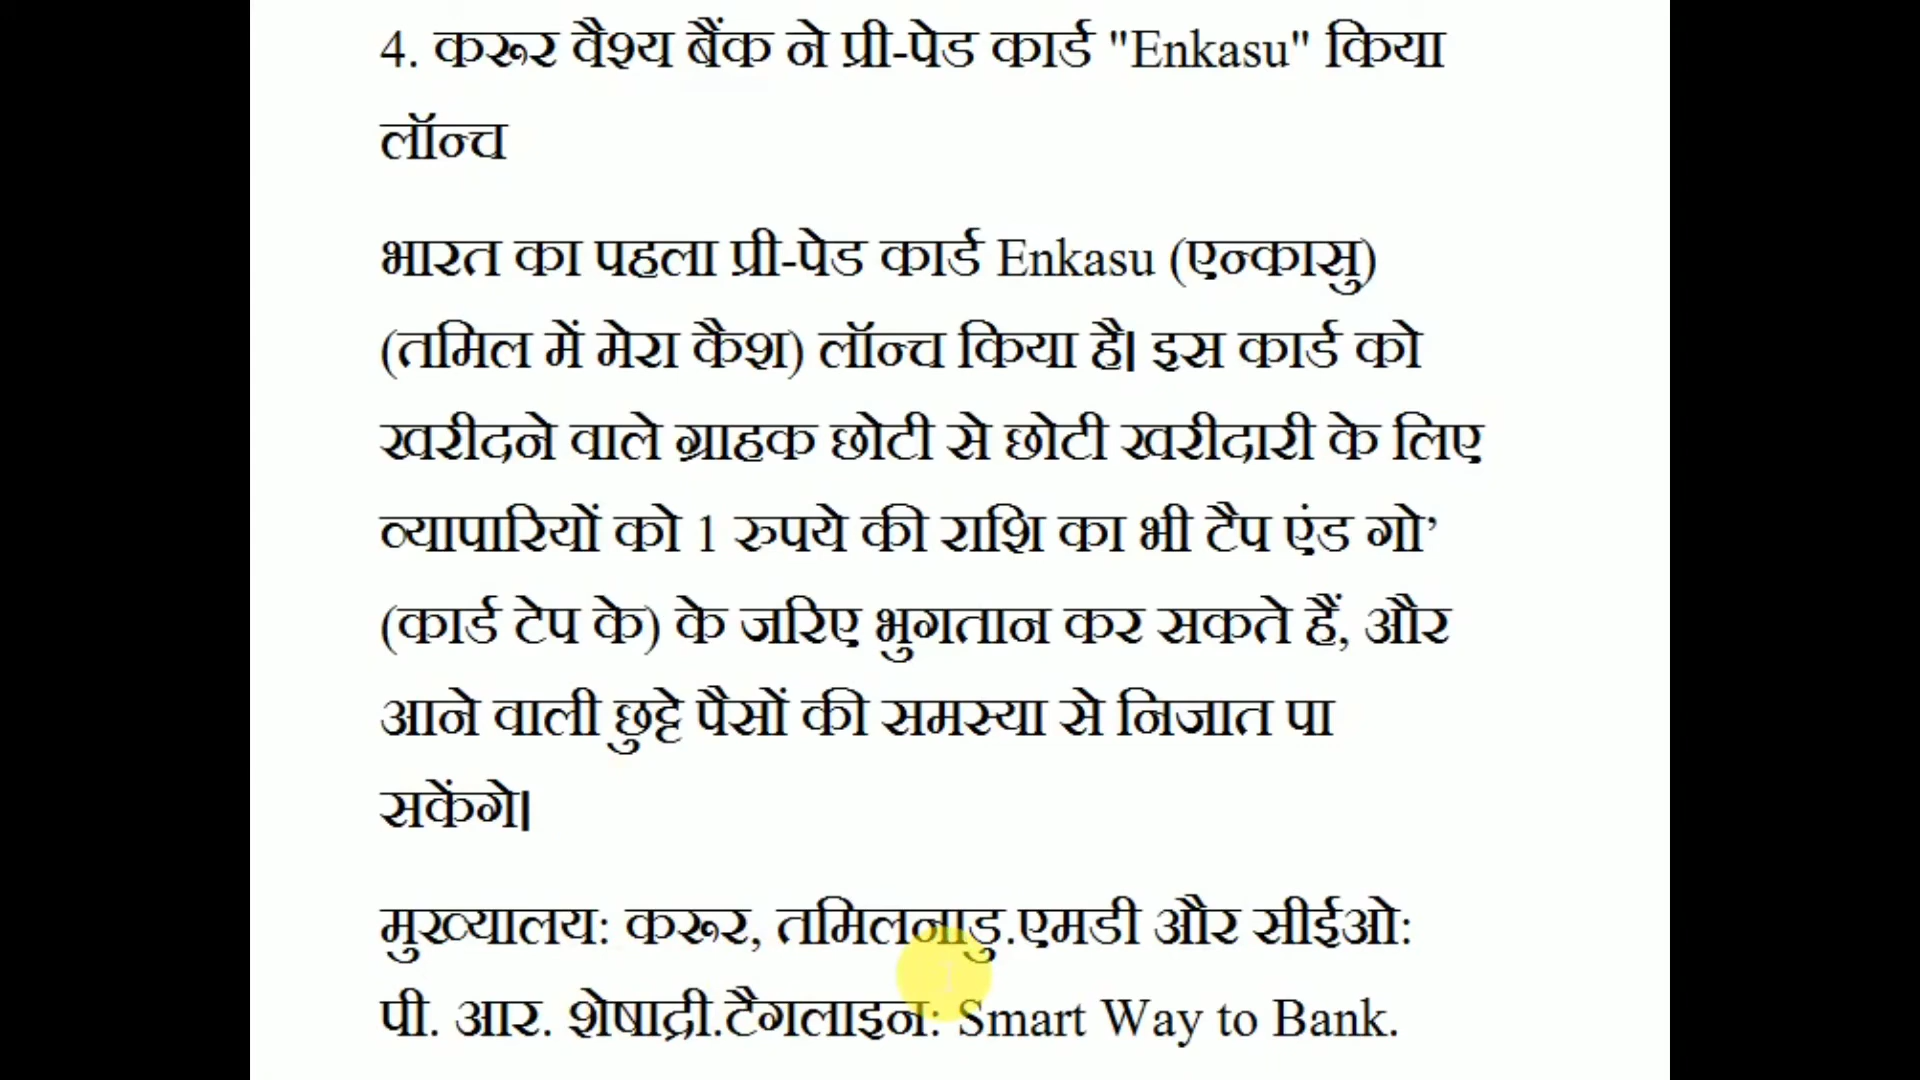 4. करूर वैश्य बैंक ने प्री-पेड कार्ड "Enkasu" किया
लॉन्च
भारत का पहला प्री-पेड कार्ड Enkasu (एन्कासु)
(तमिल में मेरा कैश) लॉन्च किया है। इस कार्ड को
खरीदने वाले ग्राहक छोटी से छोटी खरीदारी के लिए
व्यापारियों को 1 रुपये की राशि का भी टैप एंड गो’
(कार्ड टेप के) के जरिए भुगतान कर सकते हैं, और
आने वाली छुट्टे पैसों की समस्या से निजात पा
सकेंगे।
मुख्यालय: करूर, तमिलनाडु.एमडी और सीईओ:
पी. आर. शेषाद्री.टैगलाइन: Smart Way to Bank.